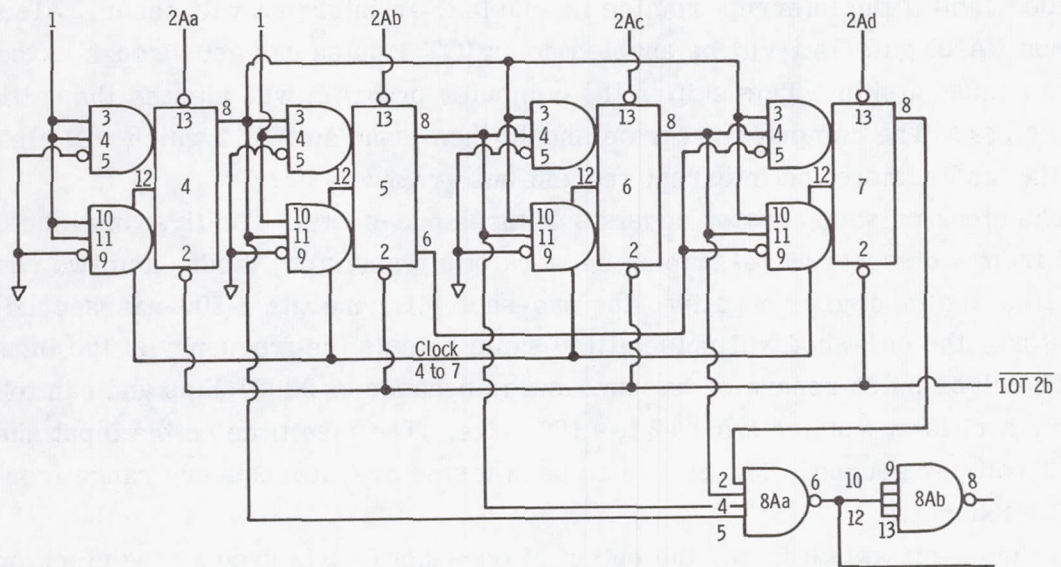 1 2Aa 1 2Ab 2Ac 2Ad
3 13 8 3 13 8 3 13 8 3 13 8
4 4 4 4
5 5 5 5
12 4 12 5 12 6 12 7
10 10 10 10
11 11 6 11 11
9 2 9 2 9 2 9 2
Clock
4 to 7
IOT 2b
2 6 10 9 8
4 8Aa 8Ab
5 12 13